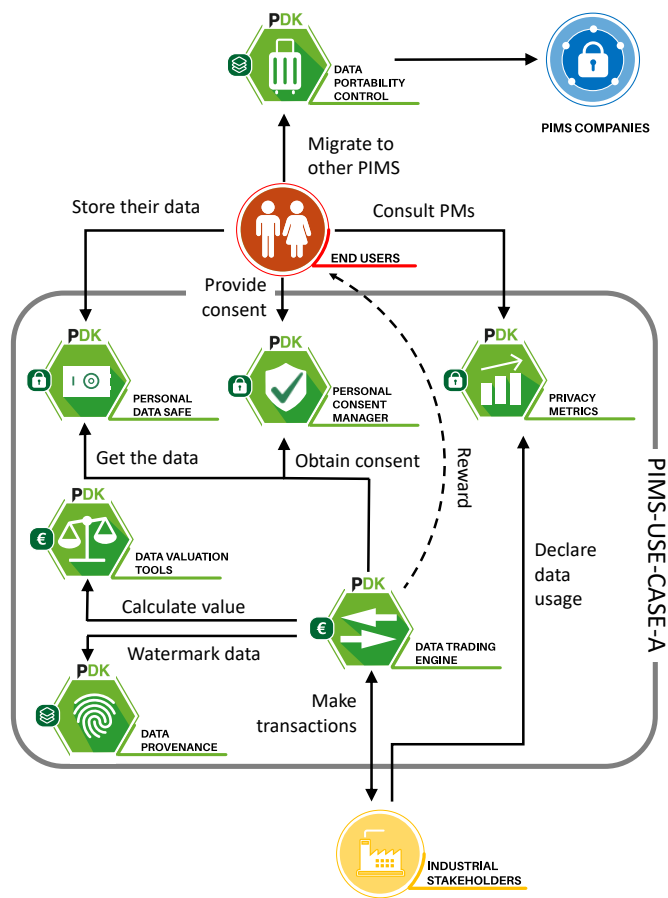 PDK
DATA
PORTABILITY
CONTROL
PIMS COMPANIES
Migrate to
other PIMS
Store their data
Consult PMs
END USERS
Provide
consent
PDK
PERSONAL
DATA SAFE
PDK
PERSONAL
CONSENT
MANAGER
PDK
PRIVACY
METRICS
Get the data
Obtain consent
Reward
PIMS-USE-CASE-A
PDK
€
DATA VALUATION
TOOLS
Declare
data
usage
Calculate value
PDK
€
DATA TRADING
ENGINE
Watermark data
PDK
DATA
PROVENANCE
Make
transactions
INDUSTRIAL
STAKEHOLDERS